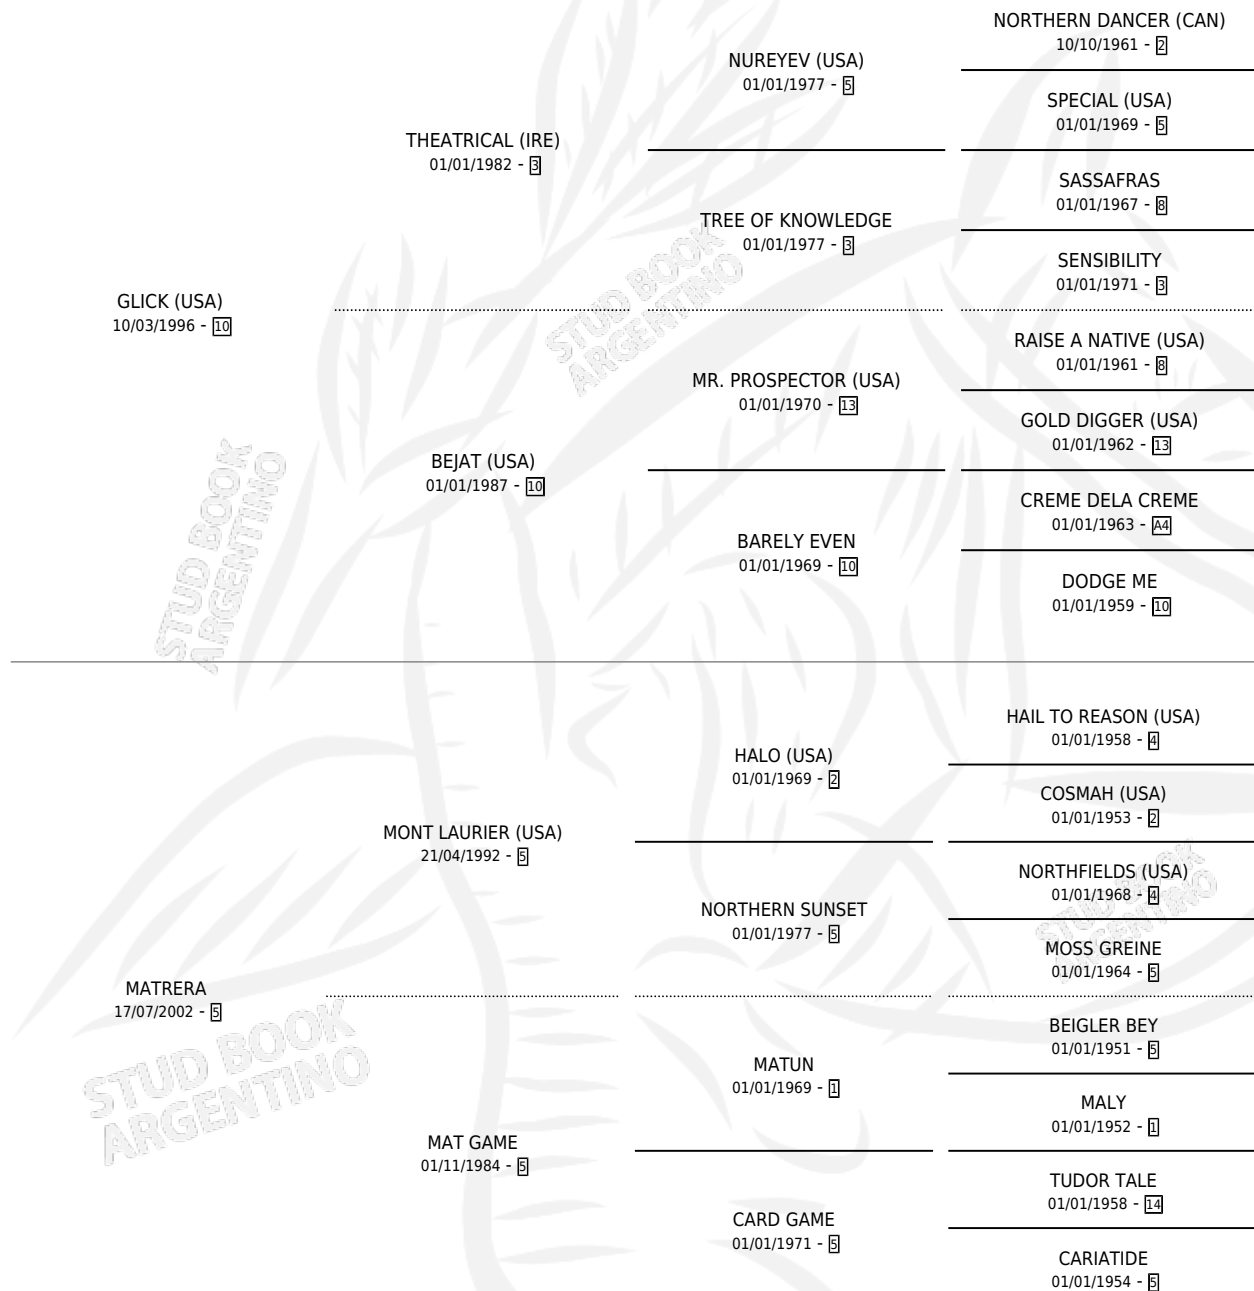 NORTHERN DANCER (CAN)
10/10/1961 - 2
NUREYEV (USA)
01/01/1977 - 5
SPECIAL (USA)
01/01/1969 - 5
THEATRICAL (IRE)
01/01/1982 - 3
SASSAFRAS
01/01/1967 - 8
TREE OF KNOWLEDGE
01/01/1977 - 3
SENSIBILITY
01/01/1971 - 3
GLICK (USA)
10/03/1996 - 10
RAISE A NATIVE (USA)
01/01/1961 - 8
MR. PROSPECTOR (USA)
01/01/1970 - 13
GOLD DIGGER (USA)
01/01/1962 - 13
BEJAT (USA)
01/01/1987 - 10
CREME DELA CREME
01/01/1963 - A4
BARELY EVEN
01/01/1969 - 10
DODGE ME
01/01/1959 - 10
HAIL TO REASON (USA)
01/01/1958 - 4
HALO (USA)
01/01/1969 - 2
COSMAH (USA)
01/01/1953 - 2
MONT LAURIER (USA)
21/04/1992 - 5
NORTHFIELDS (USA)
01/01/1968 - 4
NORTHERN SUNSET
01/01/1977 - 5
MOSS GREINE
01/01/1964 - 5
MATRERA
17/07/2002 - 5
BEIGLER BEY
01/01/1951 - 5
MATUN
01/01/1969 - 1
MALY
01/01/1952 - 1
MAT GAME
01/11/1984 - 5
TUDOR TALE
01/01/1958 - 14
CARD GAME
01/01/1971 - 5
CARIATIDE
01/01/1954 - 5
STUD BOOK
ARGENTINO
STUD BOOK
ARGENTINO
STUD BOOK
ARGENTINO
STUD BOOK
ARGENTINO